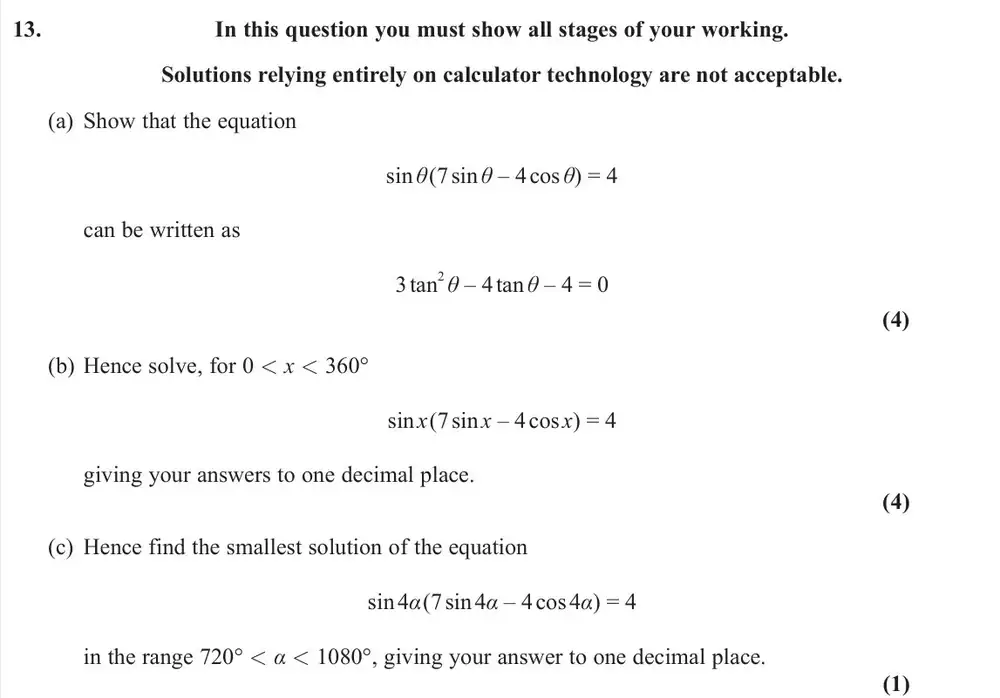 13. In this question you must show all stages of your working.
Solutions relying entirely on calculator technology are not acceptable.
(a) Show that the equation
sin θ(7 sin θ – 4 cos θ) = 4
can be written as
3 tan² θ – 4 tan θ – 4 = 0
(4)
(b) Hence solve, for 0 < x < 360°
sin x(7 sin x – 4 cos x) = 4
giving your answers to one decimal place.
(4)
(c) Hence find the smallest solution of the equation
sin 4α(7 sin 4α – 4 cos 4α) = 4
in the range 720° < α < 1080°, giving your answer to one decimal place.
(1)